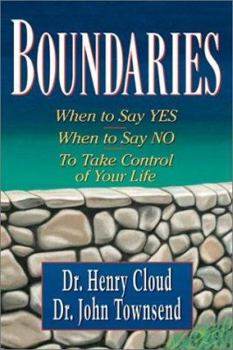 BOUNDARIES
When to Say YES
When to Say NO
To Take Control
of Your Life
Dr. Henry Cloud
Dr. John Townsend